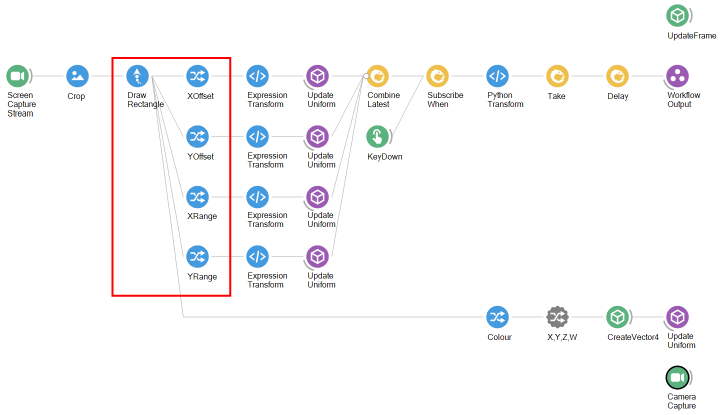 UpdateFrame
Screen
Capture
Stream
Crop
Draw
Rectangle
XOffset
Expression
Transform
Update
Uniform
Combine
Latest
Subscribe
When
Python
Transform
Take
Delay
Workflow
Output
YOffset
Expression
Transform
Update
Uniform
KeyDown
XRange
Expression
Transform
Update
Uniform
YRange
Expression
Transform
Update
Uniform
Colour
X,Y,Z,W
CreateVector4
Update
Uniform
Camera
Capture